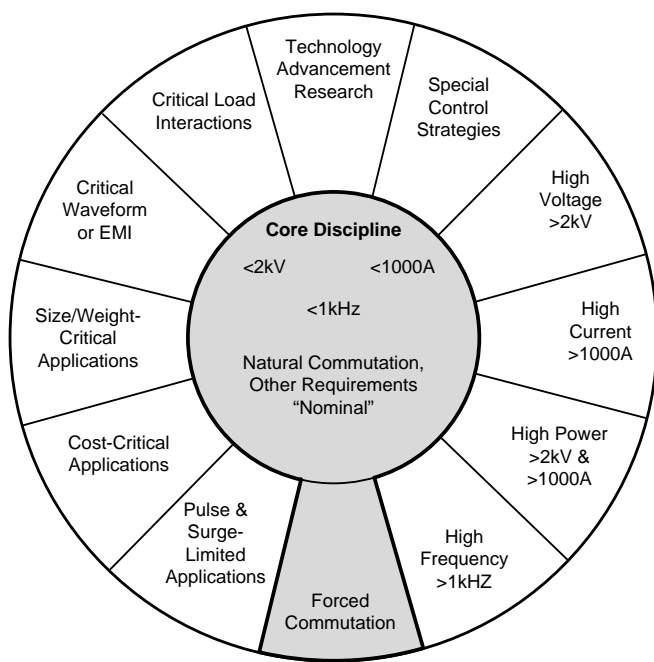 Technology
Advancement
Research
Special
Control
Strategies
High
Voltage
>2kV
High
Current
>1000A
High Power
>2kV &
>1000A
High
Frequency
>1kHZ
Forced
Commutation
Pulse &
Surge-
Limited
Applications
Cost-Critical
Applications
Size/Weight-
Critical
Applications
Critical
Waveform
or EMI
Critical Load
Interactions
Core Discipline
<2kV <1000A
<1kHz
Natural Commutation,
Other Requirements
“Nominal”